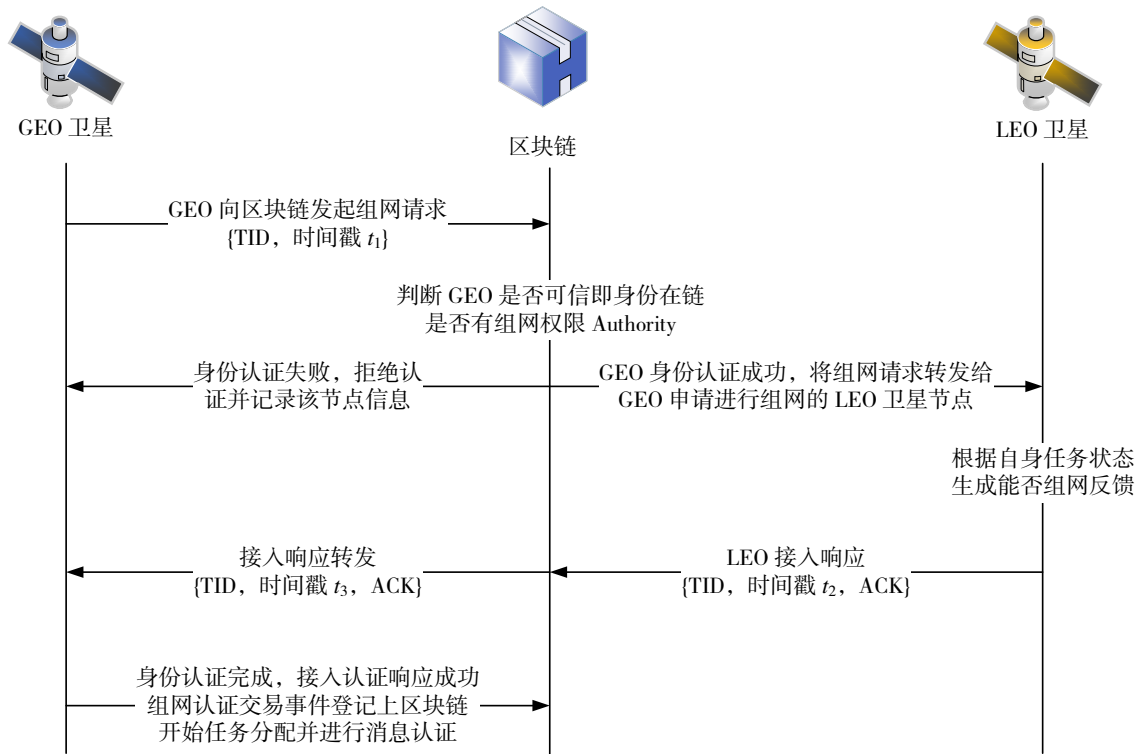 GEO 卫星
区块链
LEO 卫星
GEO 向区块链发起组网请求
{TID，时间戳 t₁}
判断 GEO 是否可信即身份在链
是否有组网权限 Authority
身份认证失败，拒绝认
证并记录该节点信息
GEO 身份认证成功，将组网请求转发给
GEO 申请进行组网的 LEO 卫星节点
根据自身任务状态
生成能否组网反馈
LEO 接入响应
{TID，时间戳 t₂，ACK}
接入响应转发
{TID，时间戳 t₃，ACK}
身份认证完成，接入认证响应成功
组网认证交易事件登记上区块链
开始任务分配并进行消息认证